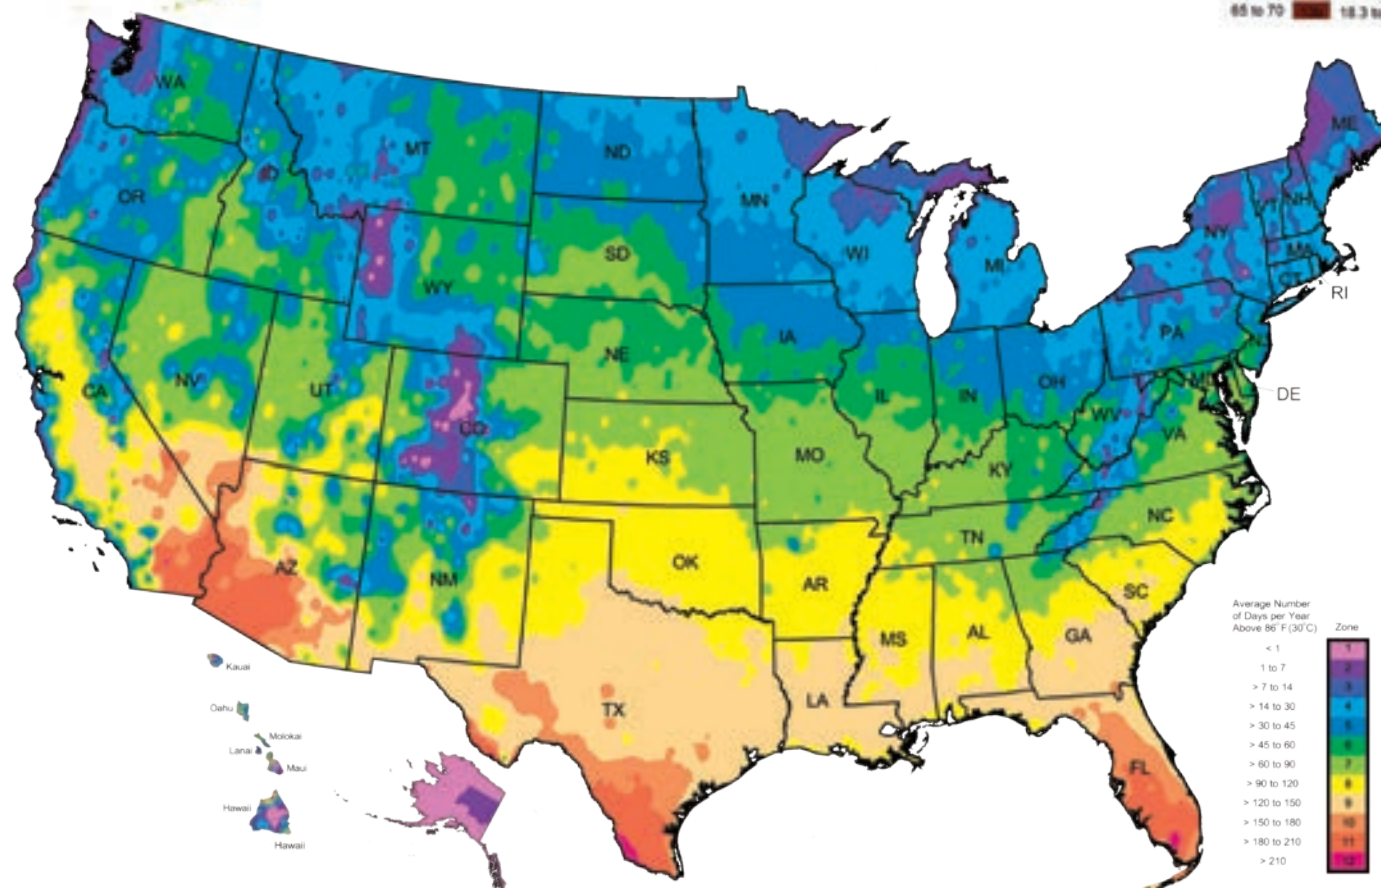 65 to 70
WA
MT
ND
MN
ME
ID
OR
VT
NH
NY
SD
WI
MI
MA
CT
RI
WY
IA
PA
NJ
NE
NV
UT
CA
CO
IL
IN
OH
MD
DE
WV
VA
KS
MO
KY
NC
TN
AZ
NM
OK
AR
SC
MS
AL
GA
TX
LA
FL
Kauai
Oahu
Molokai
Lanai
Maui
Hawaii
Hawaii
Average Number
of Days per Year
Above 86°F (30°C) Zone
< 1 1
1 to 7 2
> 7 to 14 3
> 14 to 30 4
> 30 to 45 5
> 45 to 60 6
> 60 to 90 7
> 90 to 120 8
> 120 to 150 9
> 150 to 180 10
> 180 to 210 11
> 210 12